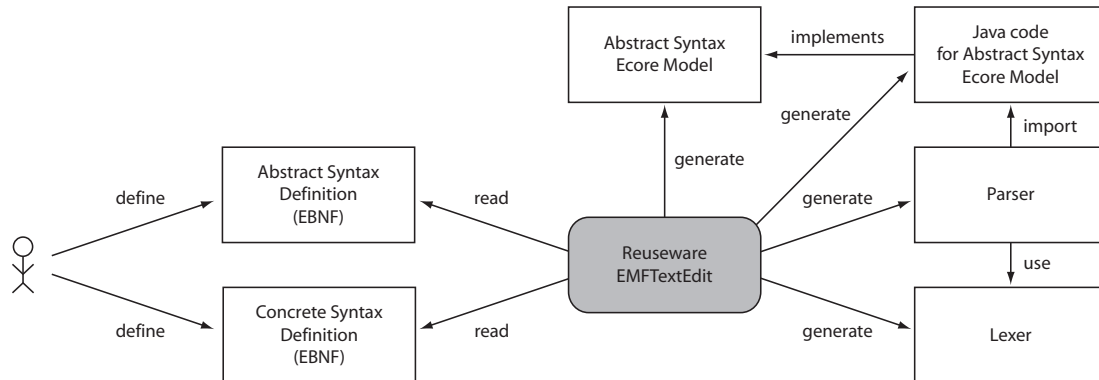 Abstract Syntax
Ecore Model
implements
Java code
for Abstract Syntax
Ecore Model
generate
generate
import
Abstract Syntax
Definition
(EBNF)
define
read
generate
Parser
Reuseware
EMFTextEdit
use
Concrete Syntax
Definition
(EBNF)
define
read
generate
Lexer